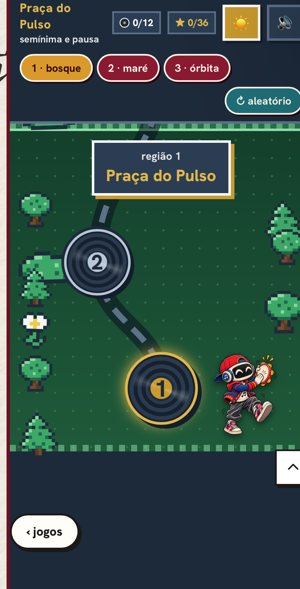 Praça do
Pulso
semínima e pausa
0/12
0/36
1 · bosque
2 · maré
3 · órbita
aleatório
região 1
Praça do Pulso
2
1
‹ jogos